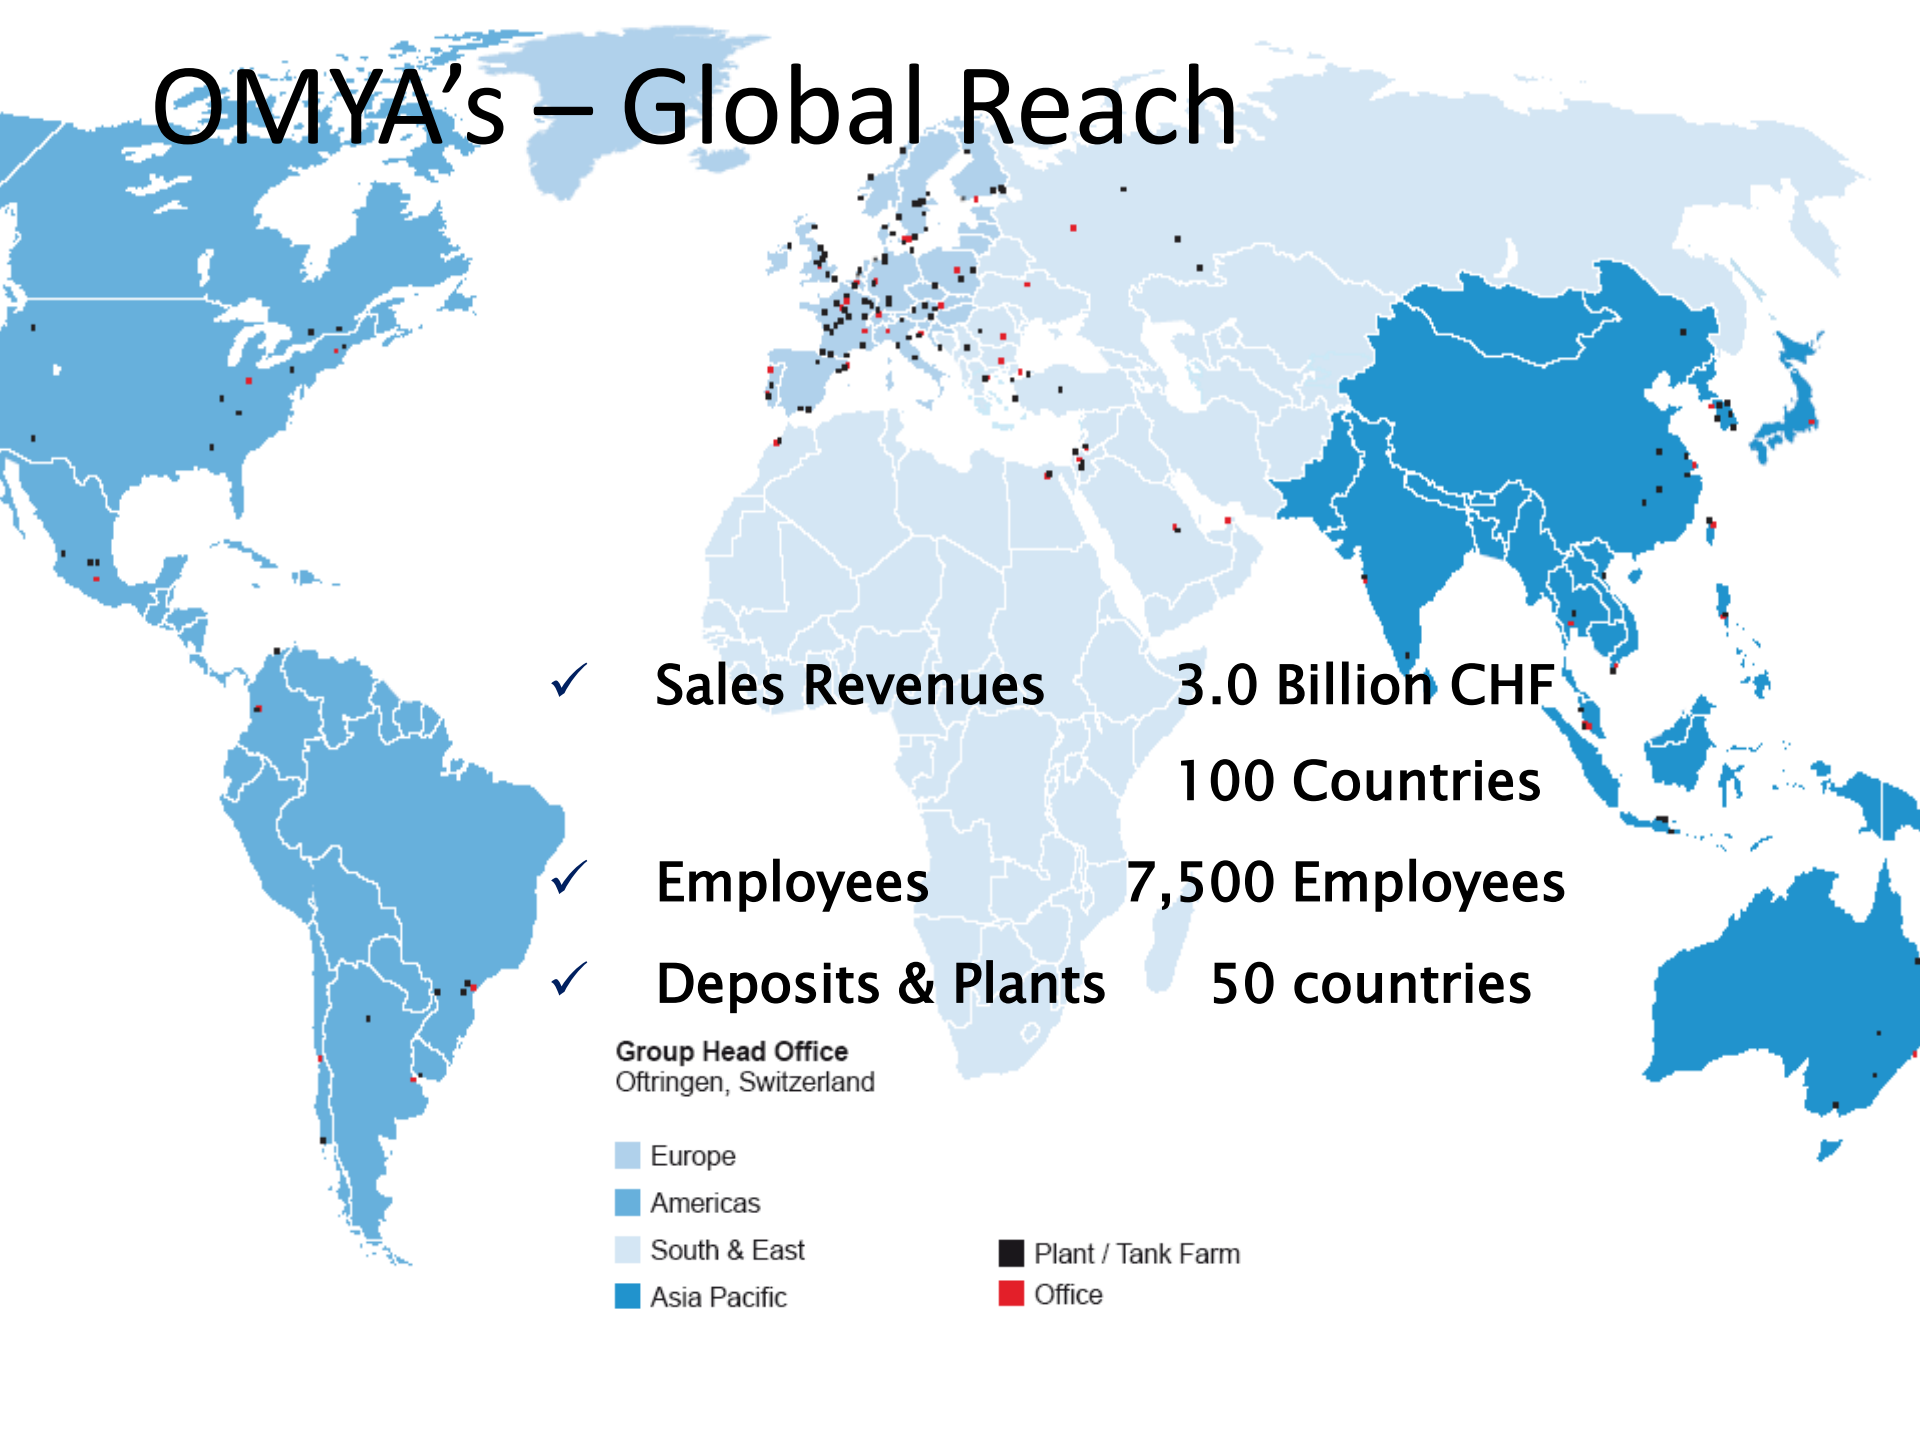 OMYA’s – Global Reach
✓ Sales Revenues 3.0 Billion CHF
100 Countries
✓ Employees 7,500 Employees
✓ Deposits & Plants 50 countries
Group Head Office
Oftringen, Switzerland
Europe
Americas
South & East
Asia Pacific
Plant / Tank Farm
Office